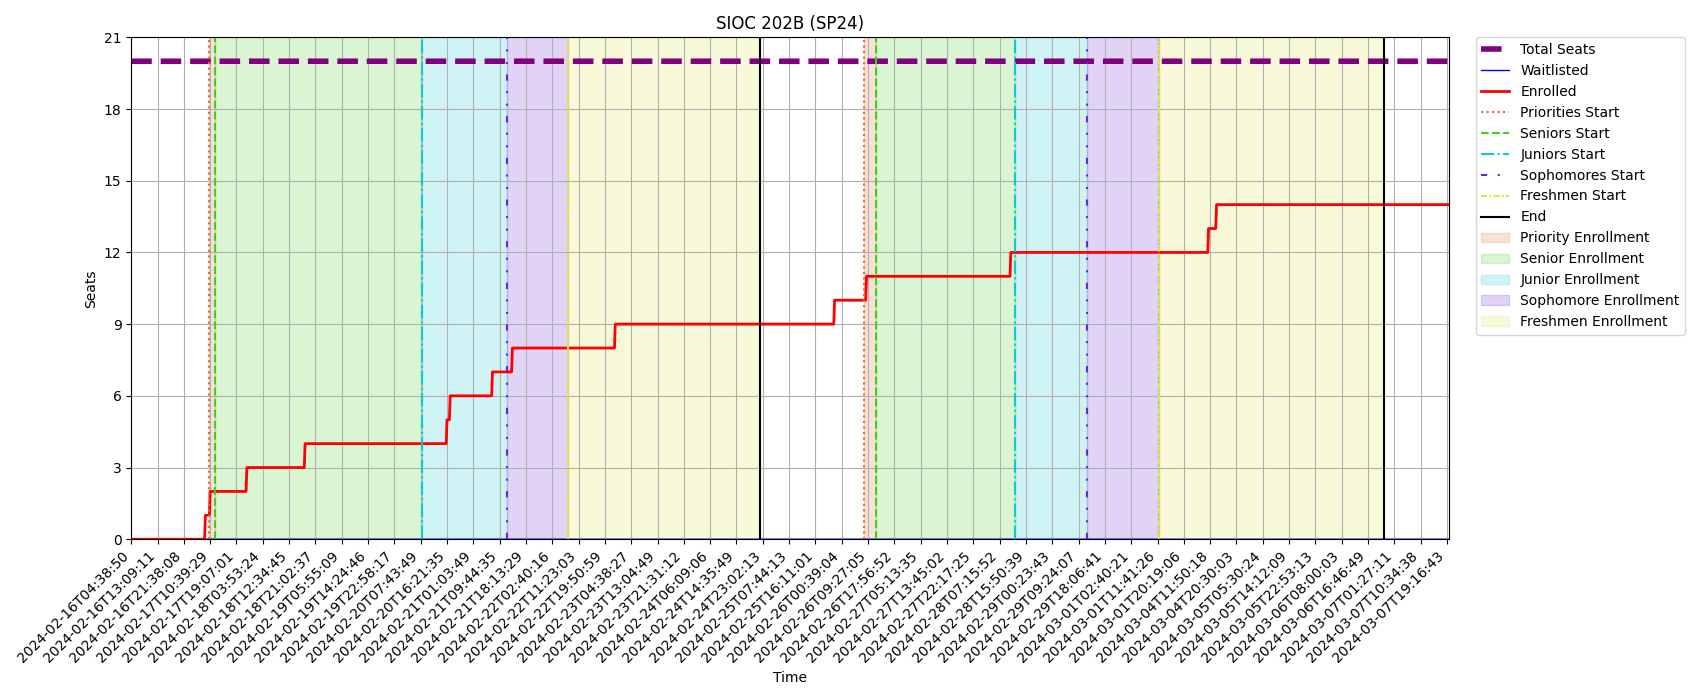 SIOC 202B (SP24)
21
18
15
12
9
6
3
0
Seats
2024-02-16T04:38:50
2024-02-16T13:09:11
2024-02-16T21:38:08
2024-02-17T10:39:29
2024-02-17T19:07:01
2024-02-18T03:53:24
2024-02-18T12:34:45
2024-02-18T21:02:37
2024-02-19T05:55:09
2024-02-19T14:24:46
2024-02-19T22:58:17
2024-02-20T07:43:49
2024-02-20T16:21:35
2024-02-21T01:03:49
2024-02-21T09:44:35
2024-02-21T18:13:29
2024-02-22T02:40:16
2024-02-22T11:23:03
2024-02-22T19:50:59
2024-02-23T04:38:27
2024-02-23T13:04:49
2024-02-23T21:31:12
2024-02-24T06:09:06
2024-02-24T14:35:49
2024-02-24T23:02:13
2024-02-25T07:44:13
2024-02-25T16:11:01
2024-02-26T00:39:04
2024-02-26T09:27:05
2024-02-26T17:56:52
2024-02-27T05:13:35
2024-02-27T13:45:02
2024-02-27T22:17:25
2024-02-28T07:15:52
2024-02-28T15:50:39
2024-02-29T00:23:43
2024-02-29T09:24:07
2024-02-29T18:06:41
2024-03-01T02:40:21
2024-03-01T11:41:26
2024-03-01T20:19:06
2024-03-04T11:50:18
2024-03-04T20:30:03
2024-03-05T05:30:24
2024-03-05T14:12:09
2024-03-05T22:53:13
2024-03-06T08:00:03
2024-03-06T16:46:49
2024-03-07T01:27:11
2024-03-07T10:34:38
2024-03-07T19:16:43
Time
Total Seats
Waitlisted
Enrolled
Priorities Start
Seniors Start
Juniors Start
Sophomores Start
Freshmen Start
End
Priority Enrollment
Senior Enrollment
Junior Enrollment
Sophomore Enrollment
Freshmen Enrollment